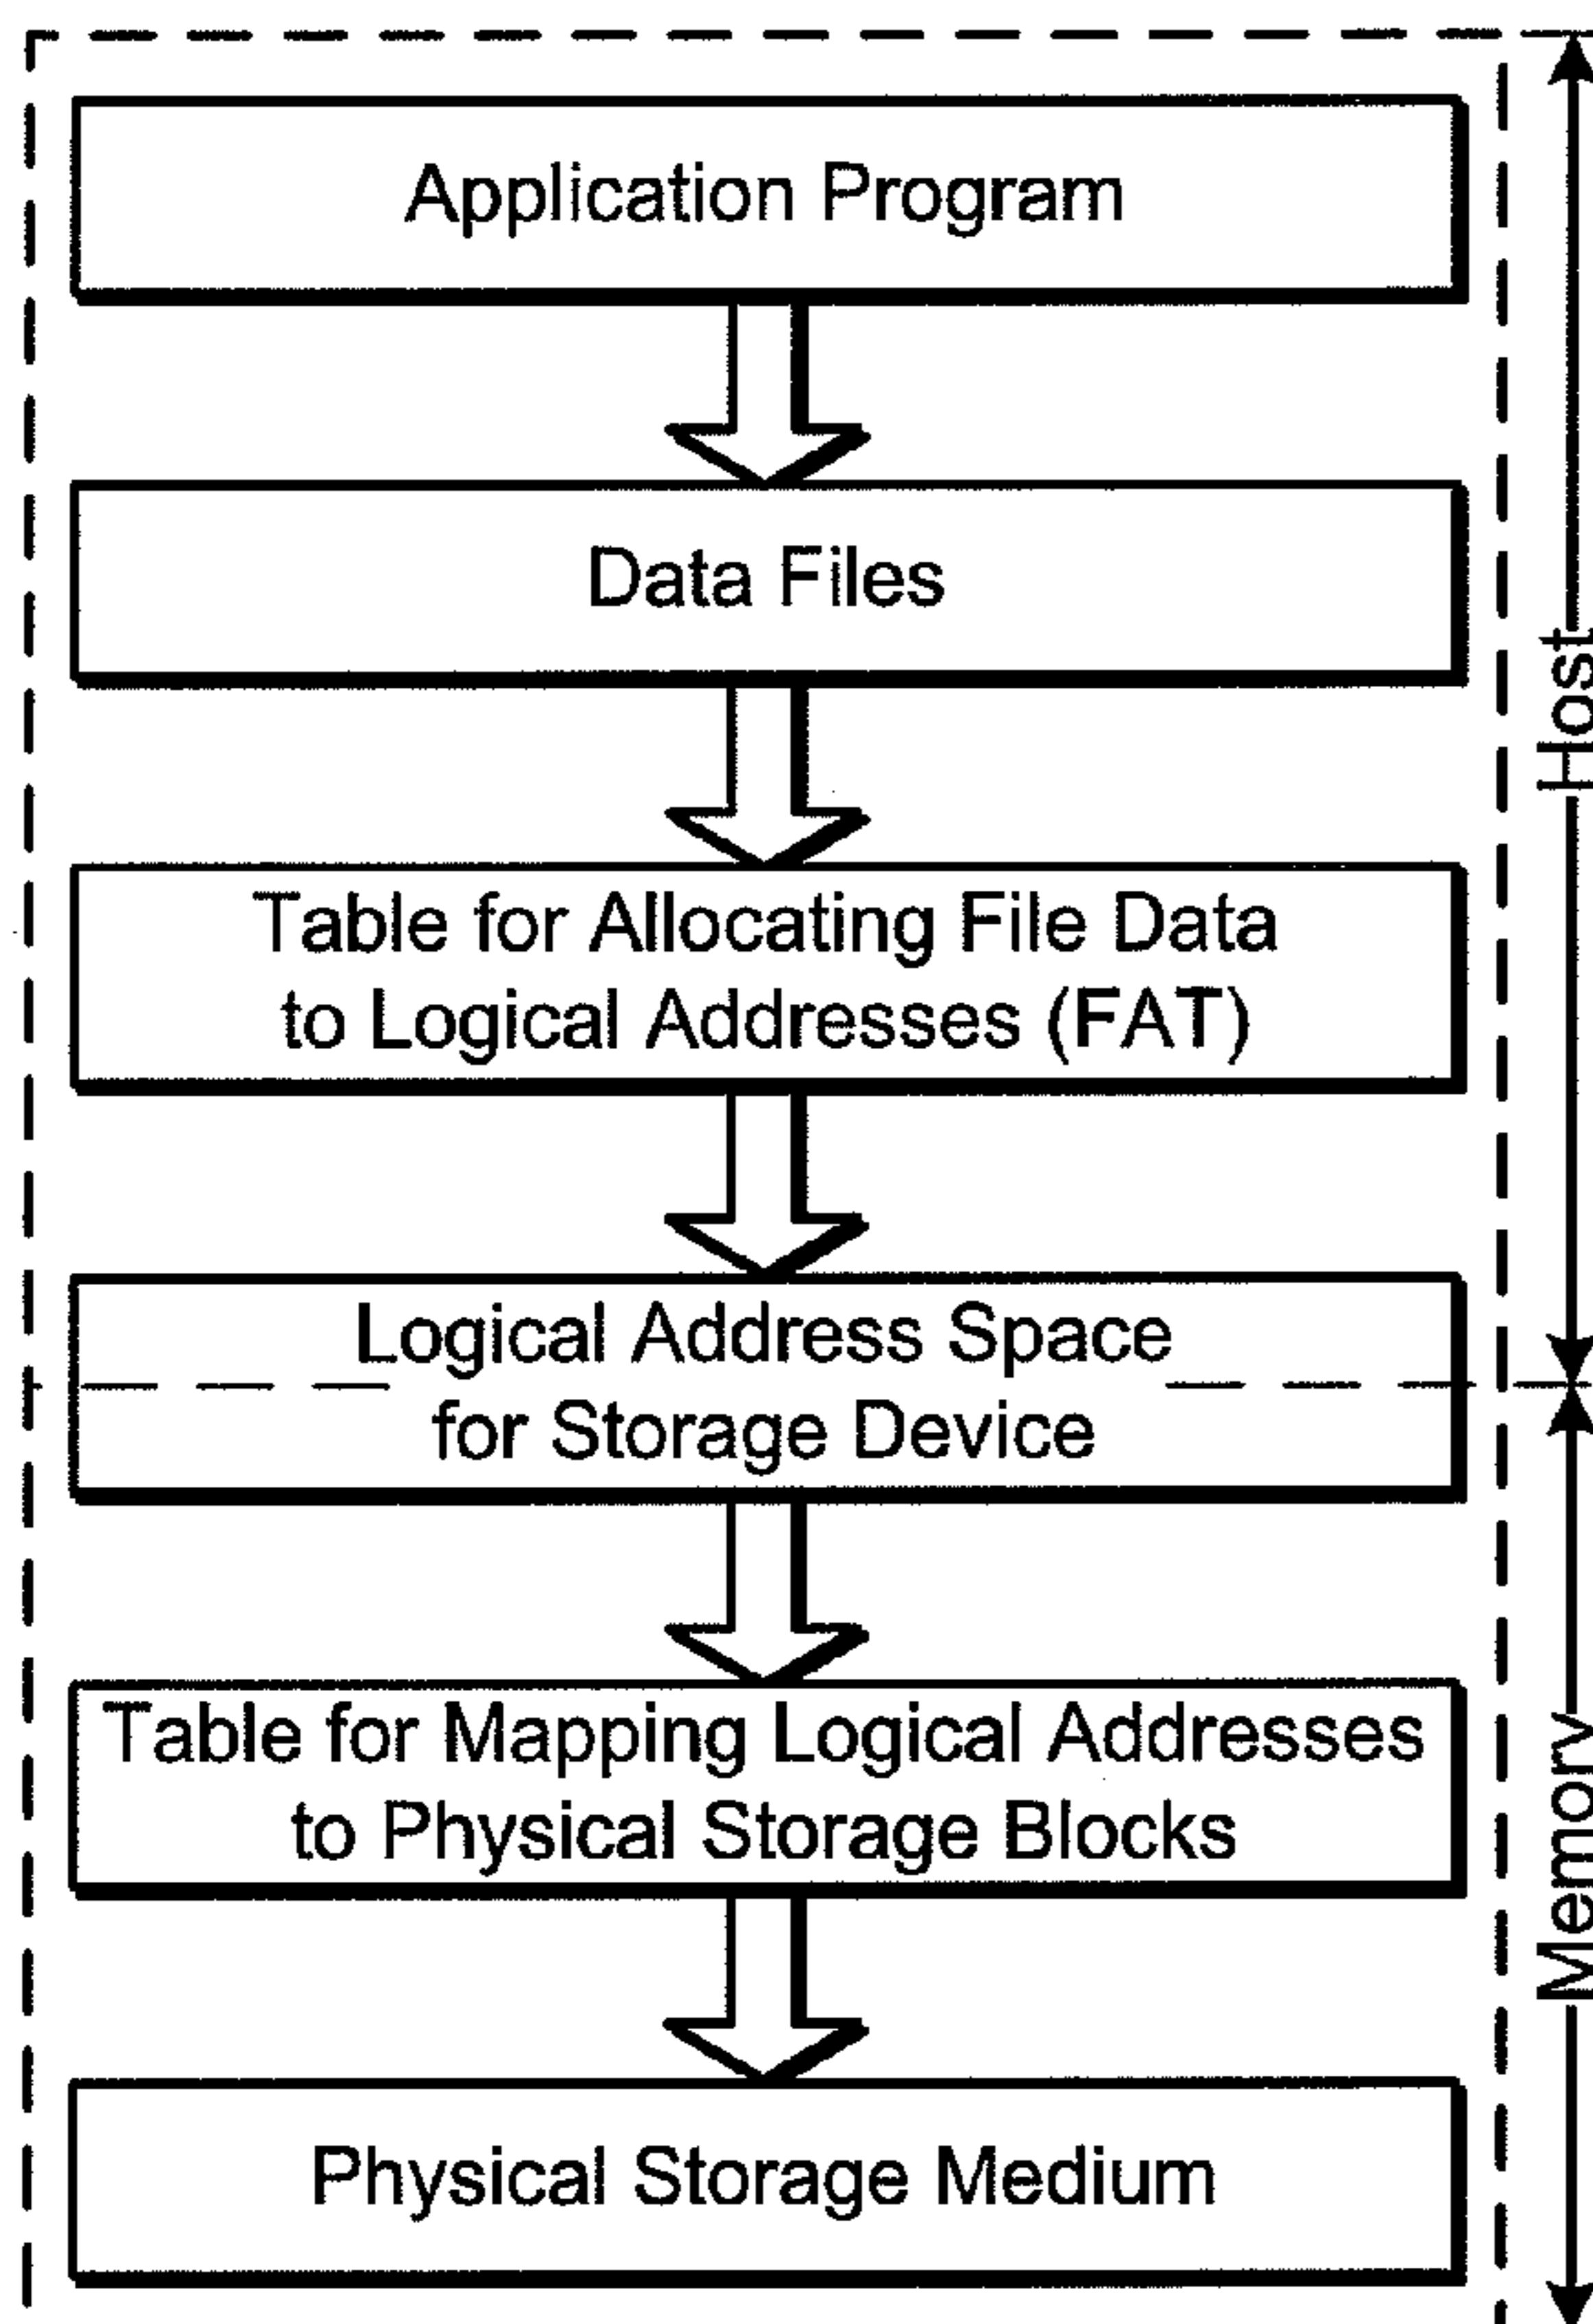 Application Program
Data Files
Table for Allocating File Data
to Logical Addresses (FAT)
Logical Address Space
for Storage Device
Table for Mapping Logical Addresses
to Physical Storage Blocks
Physical Storage Medium
Host
Memory